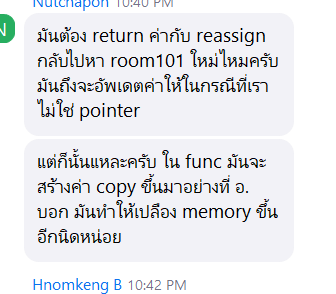 Nutchapon 10:40 PM
N
มันต้อง return ค่ากับ reassign
กลับไปหา room101 ใหม่ไหมครับ
มันถึงจะอัพเดตค่าให้ในกรณีที่เรา
ไม่ใช่ pointer
แต่ก็นั้นแหละครับ ใน func มันจะ
สร้างค่า copy ขึ้นมาอย่างที่ อ.
บอก มันทำให้เปลือง memory ขึ้น
อีกนิดหน่อย
Hnomkeng B 10:42 PM